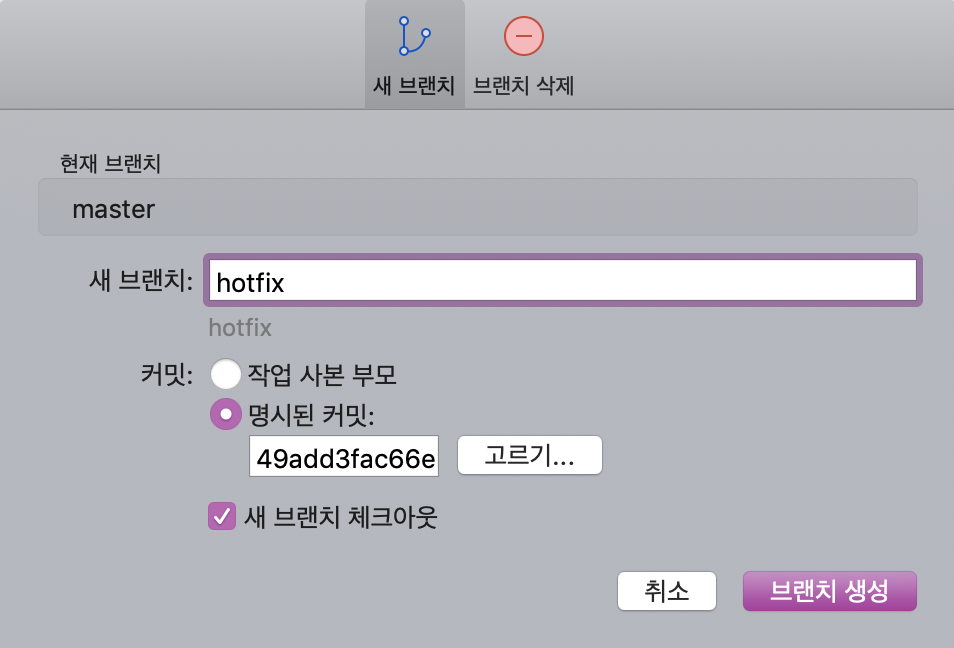 새 브랜치 브랜치 삭제
현재 브랜치
master
새 브랜치: hotfix
hotfix
커밋: 작업 사본 부모
명시된 커밋:
49add3fac66e 고르기...
새 브랜치 체크아웃
취소 브랜치 생성